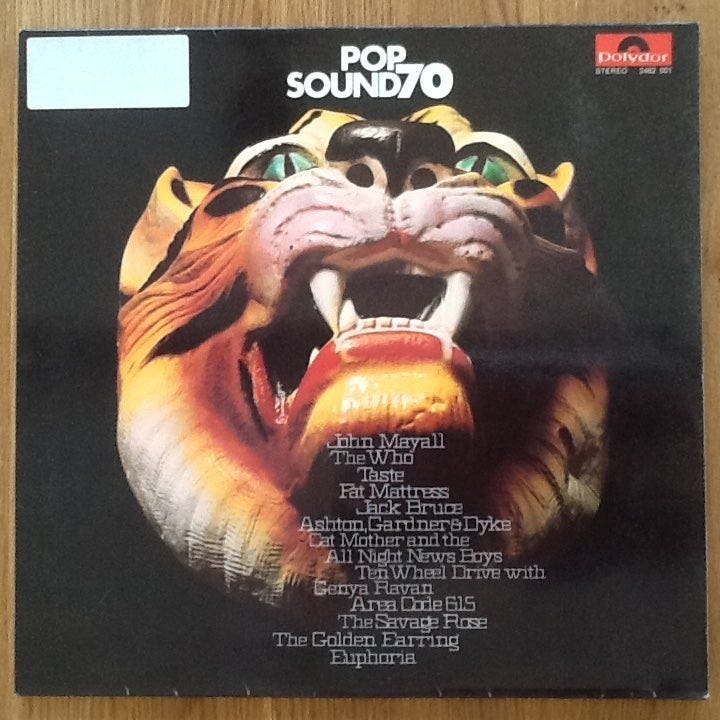 POP
SOUND70
Polydor
STEREO 2482 001
John Mayall
The Who
Taste
Fat Mattress
Jack Bruce
Ashton, Gardner & Dyke
Cat Mother and the
All Night News Boys
Ten Wheel Drive with
Genya Ravan
Area Code 615
The Savage Rose
The Golden Earring
Euphoria